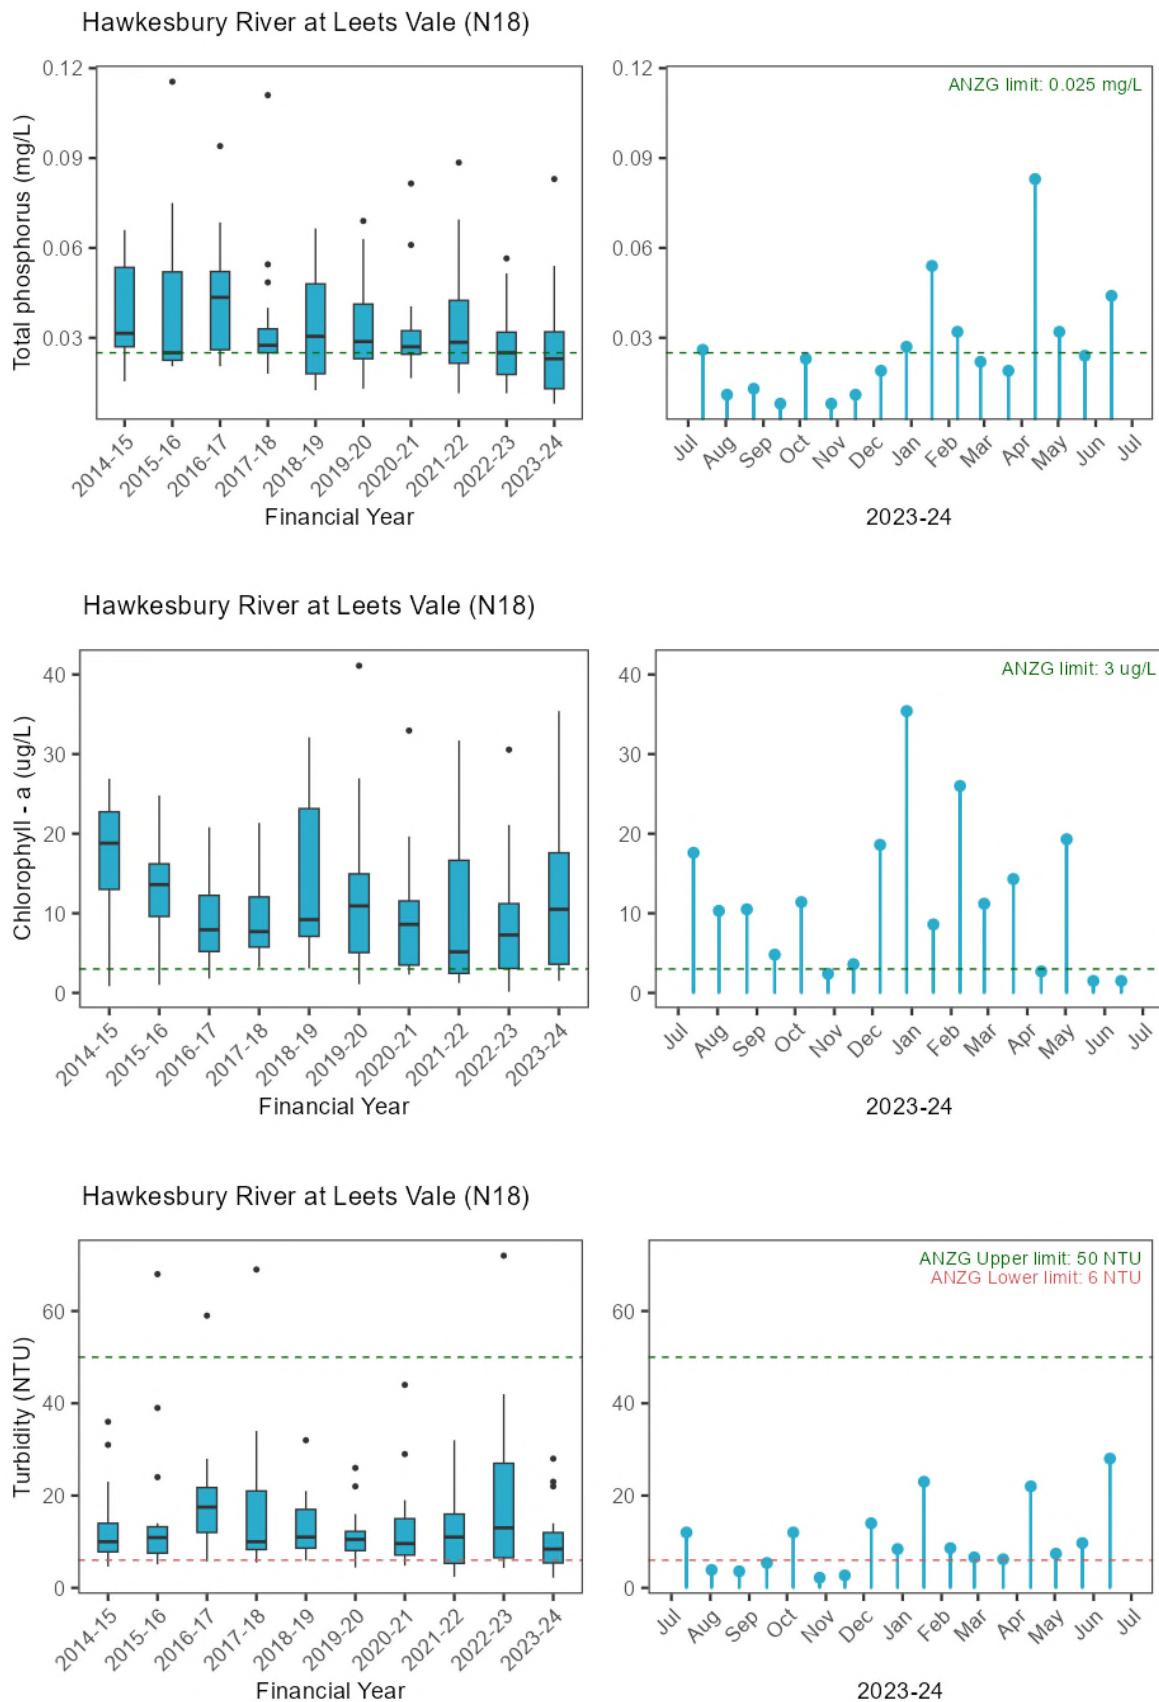 Hawkesbury River at Leets Vale (N18)
Total phosphorus (mg/L)
0.12
0.09
0.06
0.03
2014-15
2015-16
2016-17
2017-18
2018-19
2019-20
2020-21
2021-22
2022-23
2023-24
Financial Year
ANZG limit: 0.025 mg/L
0.12
0.09
0.06
0.03
Jul
Aug
Sep
Oct
Nov
Dec
Jan
Feb
Mar
Apr
May
Jun
Jul
2023-24
Hawkesbury River at Leets Vale (N18)
Chlorophyll - a (ug/L)
40
30
20
10
0
2014-15
2015-16
2016-17
2017-18
2018-19
2019-20
2020-21
2021-22
2022-23
2023-24
Financial Year
ANZG limit: 3 ug/L
40
30
20
10
0
Jul
Aug
Sep
Oct
Nov
Dec
Jan
Feb
Mar
Apr
May
Jun
Jul
2023-24
Hawkesbury River at Leets Vale (N18)
Turbidity (NTU)
60
40
20
0
2014-15
2015-16
2016-17
2017-18
2018-19
2019-20
2020-21
2021-22
2022-23
2023-24
Financial Year
ANZG Upper limit: 50 NTU
ANZG Lower limit: 6 NTU
60
40
20
0
Jul
Aug
Sep
Oct
Nov
Dec
Jan
Feb
Mar
Apr
May
Jun
Jul
2023-24